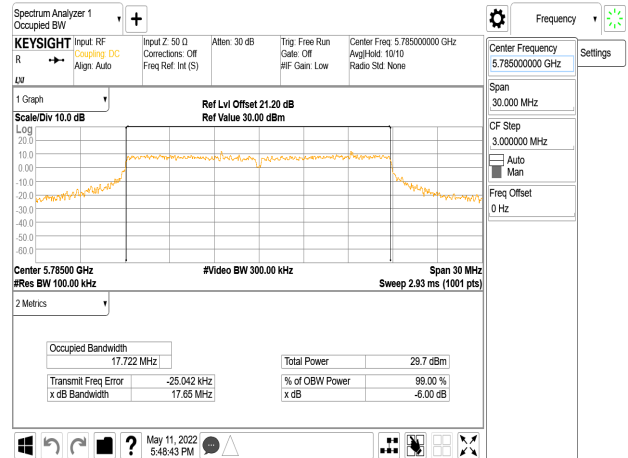 Spectrum Analyzer 1
Occupied BW
Frequency
KEYSIGHT
R
LXI
Input: RF
Coupling: DC
Align: Auto
Input Z: 50 Ω
Corrections: Off
Freq Ref: Int (S)
Atten: 30 dB
Trig: Free Run
Gate: Off
#IF Gain: Low
Center Freq: 5.785000000 GHz
Avg|Hold: 10/10
Radio Std: None
Center Frequency
5.785000000 GHz
Settings
Span
30.000 MHz
CF Step
3.000000 MHz
Auto
Man
Freq Offset
0 Hz
1 Graph
Scale/Div 10.0 dB
Ref Lvl Offset 21.20 dB
Ref Value 30.00 dBm
Log
20.0
10.0
0.00
-10.0
-20.0
-30.0
-40.0
-50.0
-60.0
Center 5.78500 GHz
#Video BW 300.00 kHz
Span 30 MHz
#Res BW 100.00 kHz
Sweep 2.93 ms (1001 pts)
2 Metrics
Occupied Bandwidth
17.722 MHz
Total Power 29.7 dBm
Transmit Freq Error -25.042 kHz
% of OBW Power 99.00 %
x dB Bandwidth 17.65 MHz
x dB -6.00 dB
May 11, 2022
5:48:43 PM